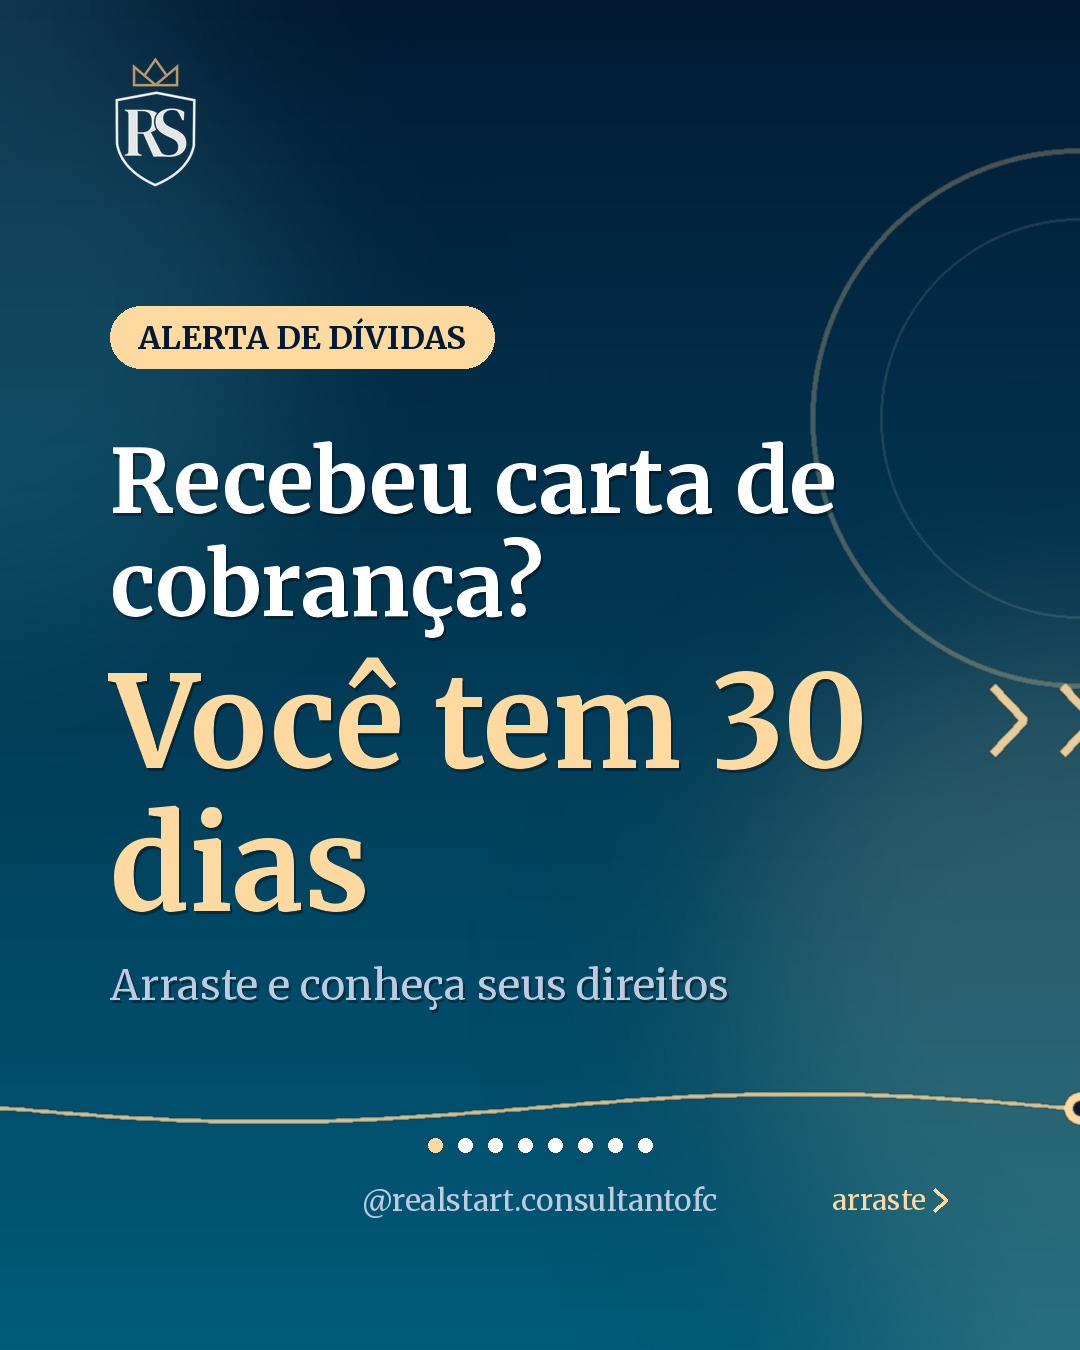 RS
ALERTA DE DÍVIDAS
Recebeu carta de
cobrança?
Você tem 30
dias
Arraste e conheça seus direitos
@realstart.consultantofc
arraste